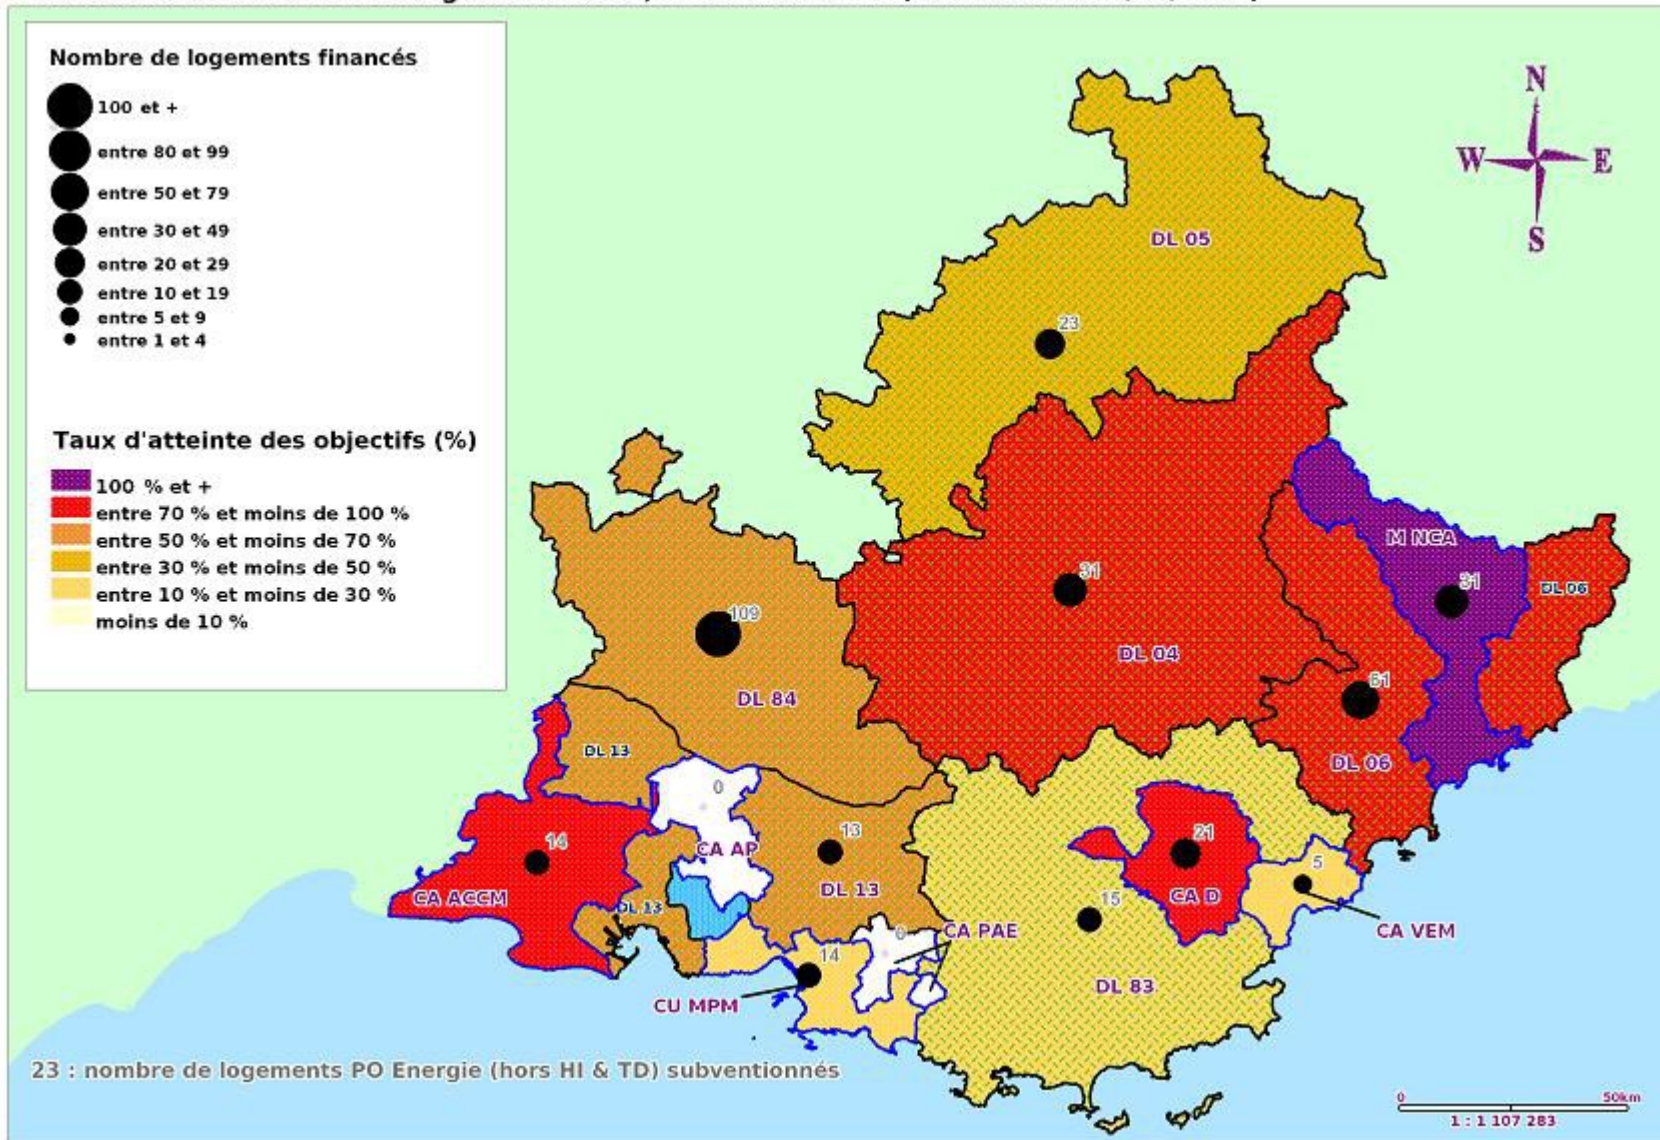 Nombre de logements financés
100 et +
entre 80 et 99
entre 50 et 79
entre 30 et 49
entre 20 et 29
entre 10 et 19
entre 5 et 9
entre 1 et 4
Taux d'atteinte des objectifs (%)
100 % et +
entre 70 % et moins de 100 %
entre 50 % et moins de 70 %
entre 30 % et moins de 50 %
entre 10 % et moins de 30 %
moins de 10 %
N
W E
S
DL 05
23
M NCA
31
DL 06
31
DL 04
109
DL 84
61
DL 06
DL 13
0
CA AP
14
CA ACCM
13
DL 13
DL 13
21
CA D
5
CA VEM
15
DL 83
0
CA PAE
14
CU MPM
23 : nombre de logements PO Energie (hors HI & TD) subventionnés
0 50km
1 : 1 107 283